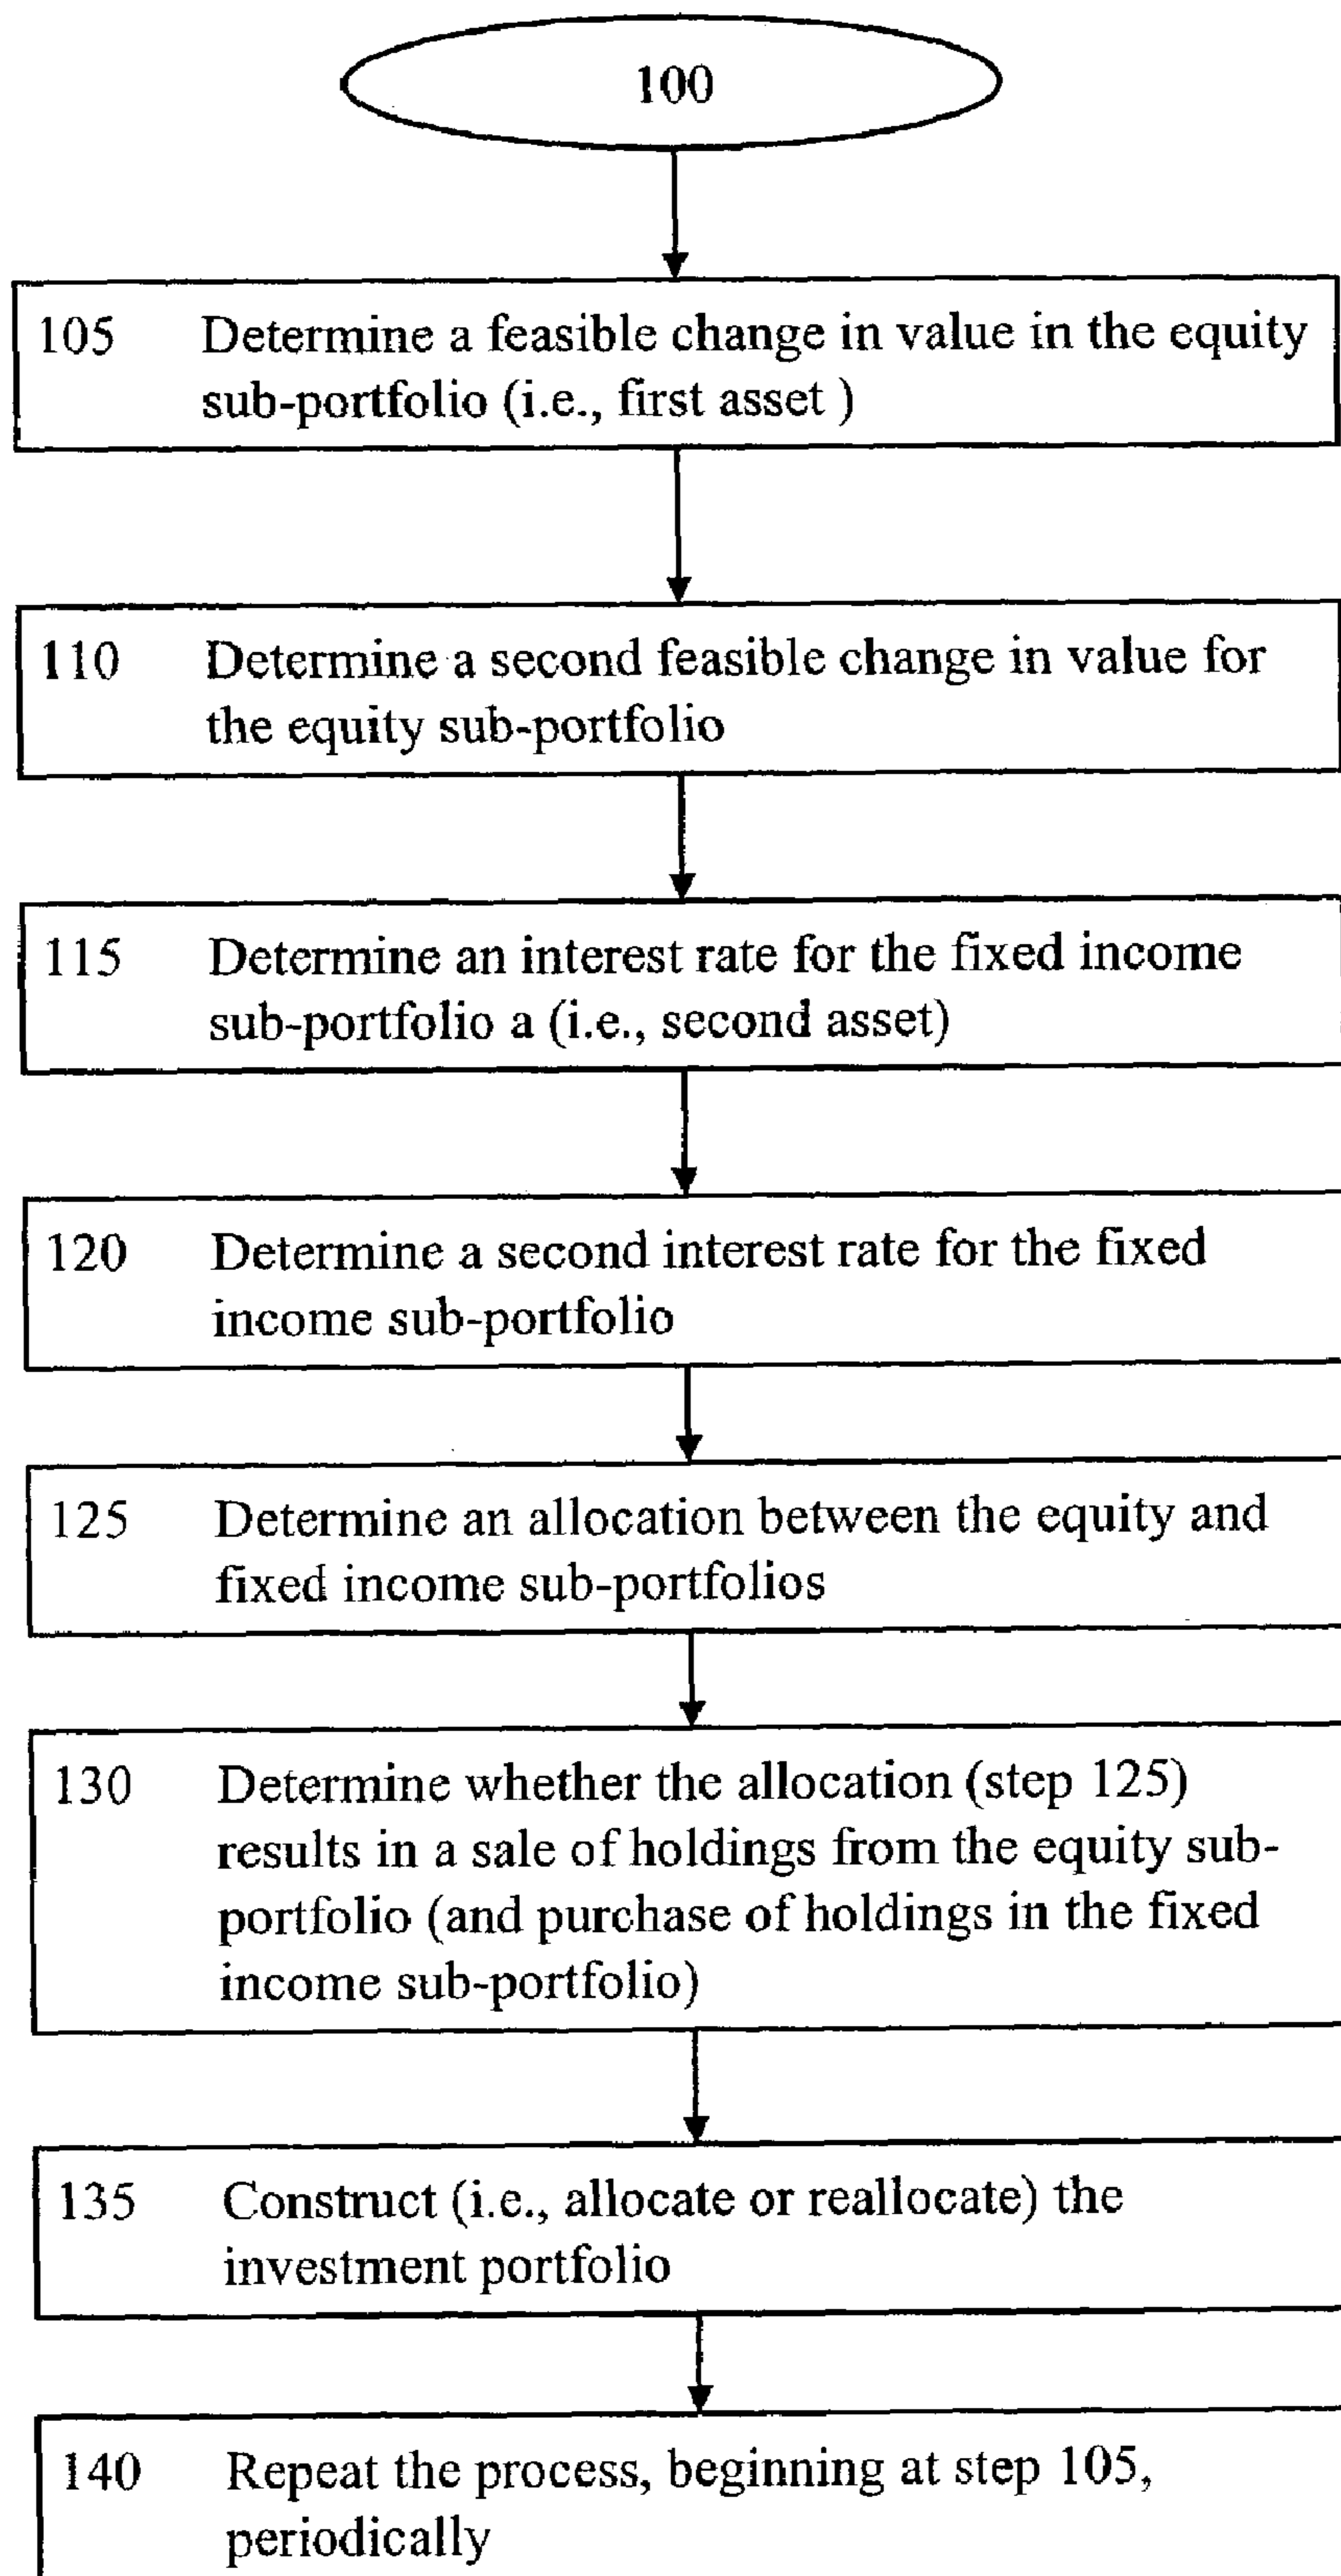 100
105 Determine a feasible change in value in the equity
sub-portfolio (i.e., first asset )
110 Determine a second feasible change in value for
the equity sub-portfolio
115 Determine an interest rate for the fixed income
sub-portfolio a (i.e., second asset)
120 Determine a second interest rate for the fixed
income sub-portfolio
125 Determine an allocation between the equity and
fixed income sub-portfolios
130 Determine whether the allocation (step 125)
results in a sale of holdings from the equity sub-
portfolio (and purchase of holdings in the fixed
income sub-portfolio)
135 Construct (i.e., allocate or reallocate) the
investment portfolio
140 Repeat the process, beginning at step 105,
periodically